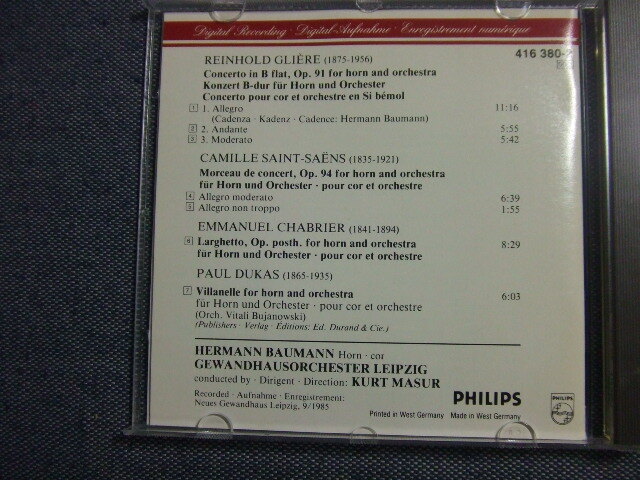 Digital Recording · Digital-Aufnahme · Enregistrement numérique
416 380-2
REINHOLD GLIÈRE (1875-1956)
Concerto in B flat, Op. 91 for horn and orchestra
Konzert B-dur für Horn und Orchester
Concerto pour cor et orchestre en Si bémol
1 1. Allegro 11:16
(Cadenza · Kadenz · Cadence: Hermann Baumann)
2 2. Andante 5:55
3 3. Moderato 5:42
CAMILLE SAINT-SAËNS (1835-1921)
Morceau de concert, Op. 94 for horn and orchestra
für Horn und Orchester · pour cor et orchestre
4 Allegro moderato 6:39
5 Allegro non troppo 1:55
EMMANUEL CHABRIER (1841-1894)
6 Larghetto, Op. posth. for horn and orchestra 8:29
für Horn und Orchester · pour cor et orchestre
PAUL DUKAS (1865-1935)
7 Villanelle for horn and orchestra 6:03
für Horn und Orchester · pour cor et orchestre
(Orch. Vitali Bujanowski)
(Publishers · Verlag · Editions: Ed. Durand & Cie.)
HERMANN BAUMANN Horn · cor
GEWANDHAUSORCHESTER LEIPZIG
conducted by · Dirigent · Direction: KURT MASUR
Recorded · Aufnahme · Enregistrement:
Neues Gewandhaus Leipzig, 9/1985
PHILIPS
Printed in West Germany Made in West Germany
PHILIPS